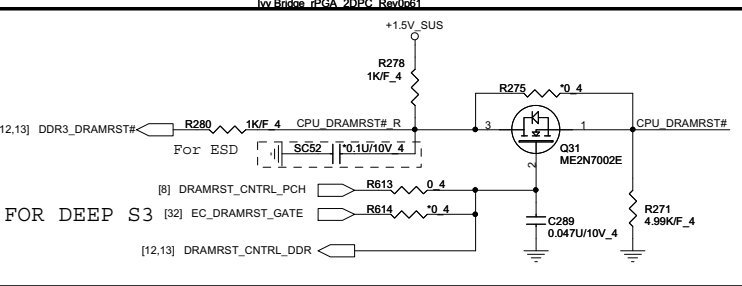 Ivy Bridge_rPGA_2DPC_Rev0p61
+1.5V_SUS
R278
1K/F_4
R275
*0_4
12,13] DDR3_DRAMRST#
R280
1K/F_4
CPU_DRAMRST#_R
3
1
CPU_DRAMRST#
For ESD
SC52
*0.1U/10V_4
Q31
ME2N7002E
2
[8] DRAMRST_CNTRL_PCH
R613
0_4
FOR DEEP S3
[32] EC_DRAMRST_GATE
R614
*0_4
C289
0.047U/10V_4
R271
4.99K/F_4
[12,13] DRAMRST_CNTRL_DDR